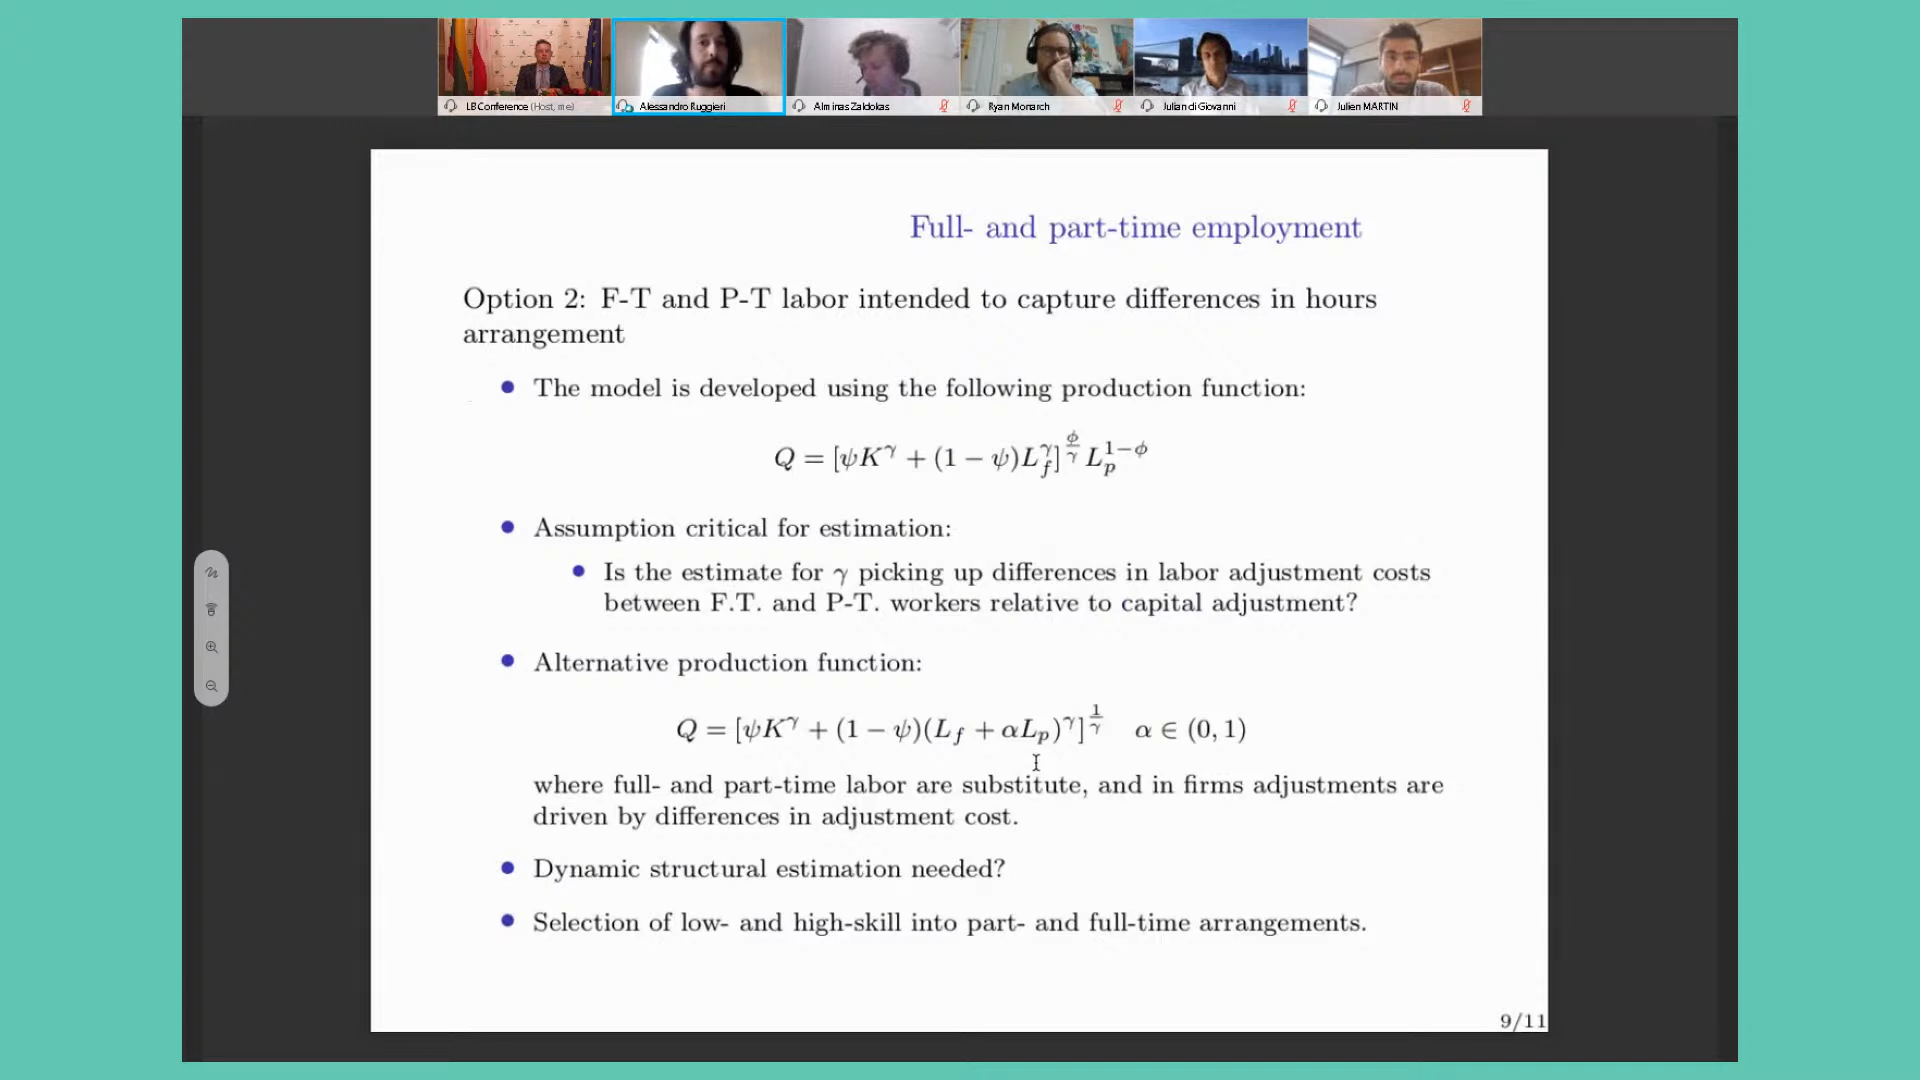 LB Conference (Host, me)
Alessandro Ruggieri
Alminas Zaldokas
Ryan Monarch
Julian di Giovanni
Julien MARTIN
Full- and part-time employment
Option 2: F-T and P-T labor intended to capture differences in hours
arrangement
• The model is developed using the following production function:
Q = [ψK^γ + (1 − ψ)L_f^γ]^{ϕ/γ} L_p^{1−ϕ}
• Assumption critical for estimation:
• Is the estimate for γ picking up differences in labor adjustment costs
between F.T. and P-T. workers relative to capital adjustment?
• Alternative production function:
Q = [ψK^γ + (1 − ψ)(L_f + αL_p)^γ]^{1/γ} α ∈ (0, 1)
where full- and part-time labor are substitute, and in firms adjustments are
driven by differences in adjustment cost.
• Dynamic structural estimation needed?
• Selection of low- and high-skill into part- and full-time arrangements.
9/11